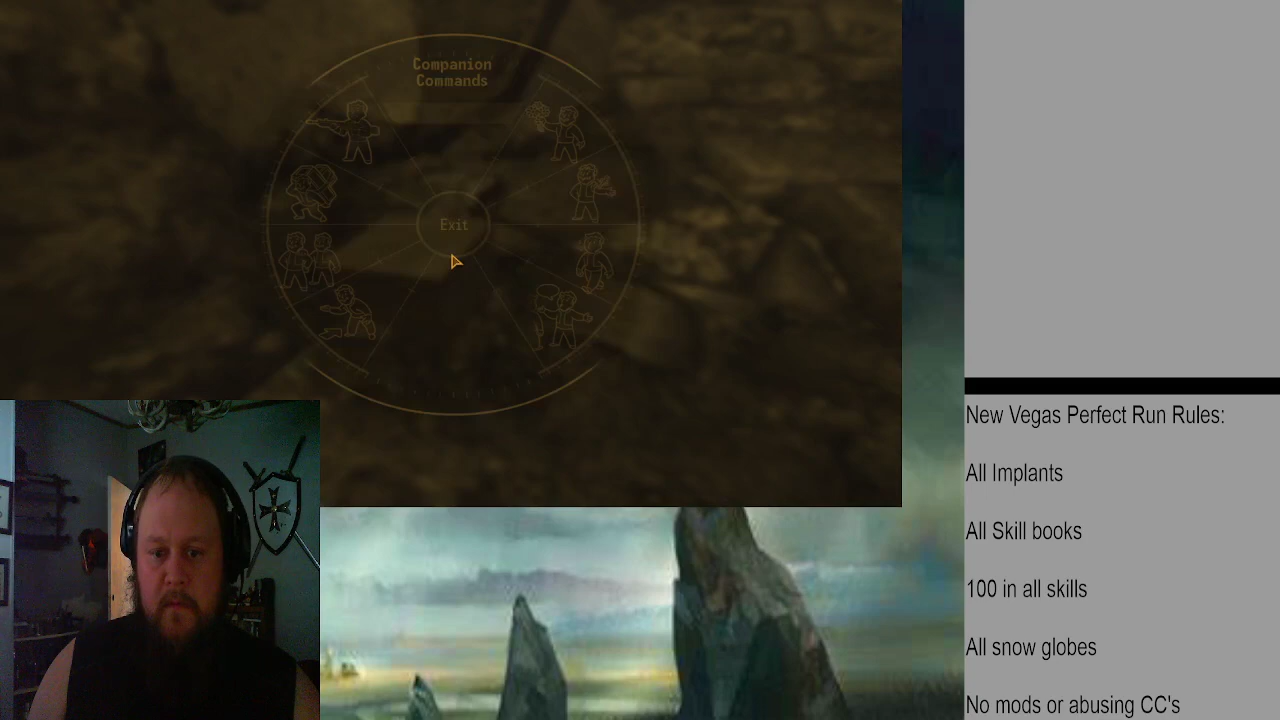 Companion
Commands
Exit
New Vegas Perfect Run Rules:
All Implants
All Skill books
100 in all skills
All snow globes
No mods or abusing CC's